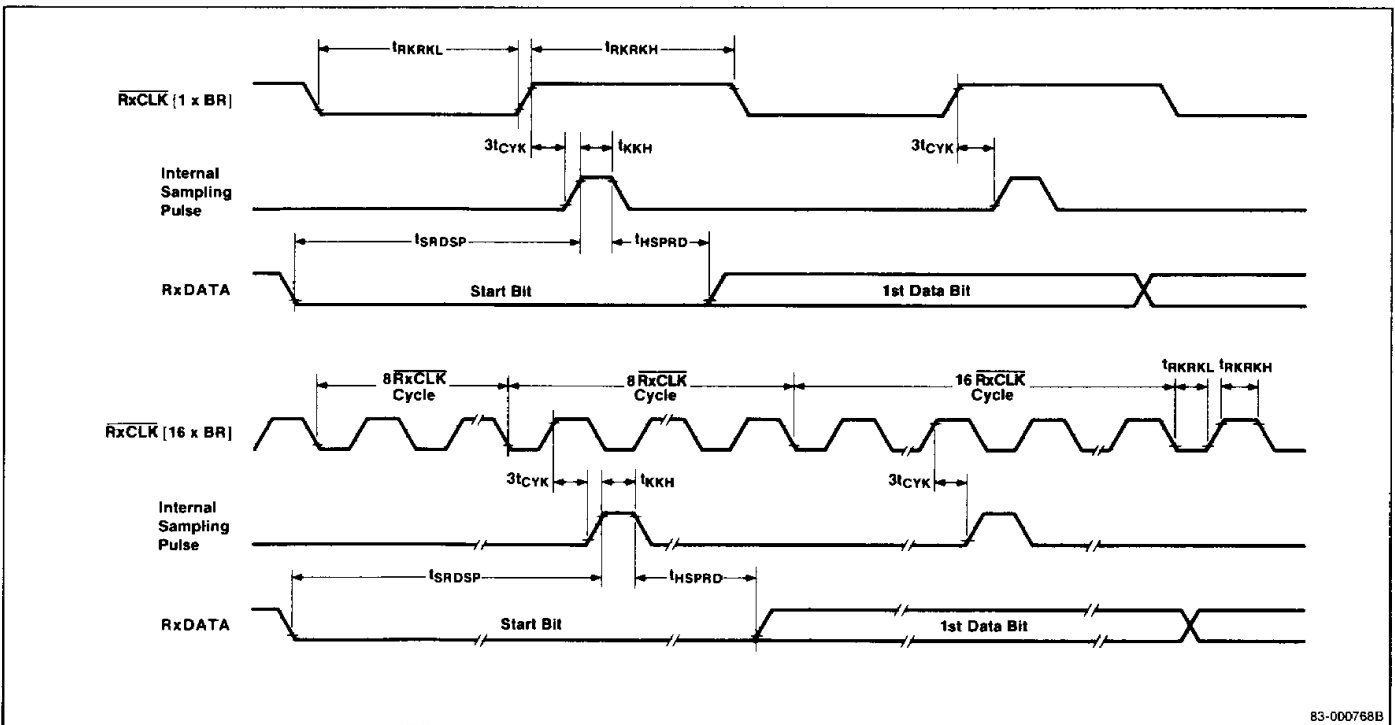 tRKRKL
tRKRKH
RxCLK [1 x BR]
3tCYK
tKKH
3tCYK
Internal
Sampling
Pulse
tSRDSP
tHSPRD
RxDATA
Start Bit
1st Data Bit
8 RxCLK
Cycle
8 RxCLK
Cycle
16 RxCLK
Cycle
tRKRKL
tRKRKH
RxCLK [16 x BR]
3tCYK
tKKH
3tCYK
Internal
Sampling
Pulse
tSRDSP
tHSPRD
RxDATA
Start Bit
1st Data Bit
83-000768B